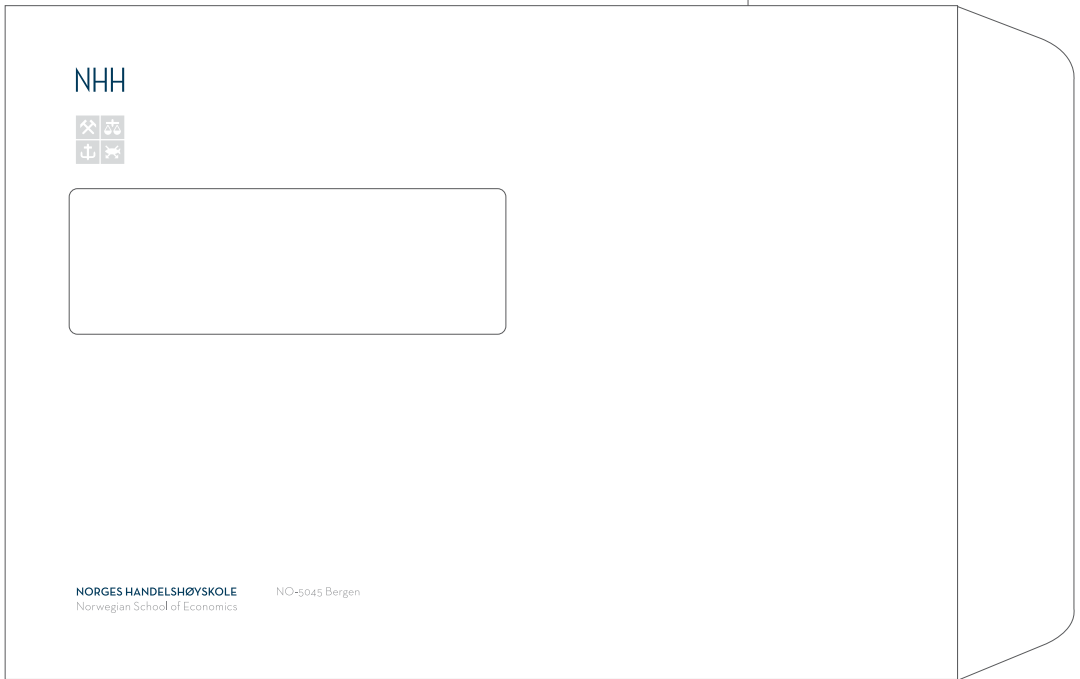 NHH
NORGES HANDELSHØYSKOLE NO-5045 Bergen
Norwegian School of Economics